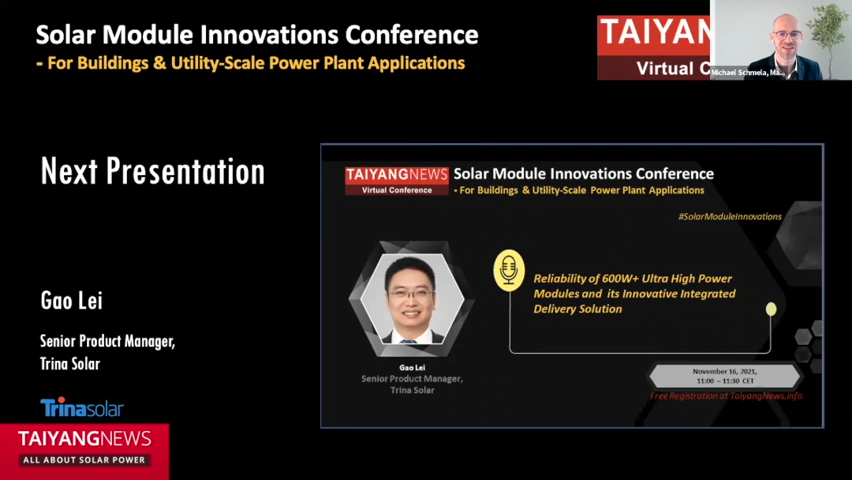 Solar Module Innovations Conference
- For Buildings & Utility-Scale Power Plant Applications
TAIYAN
Virtual C
Michael Schmela, Ma...
Next Presentation
TAIYANGNEWS
Virtual Conference
Solar Module Innovations Conference
- For Buildings & Utility-Scale Power Plant Applications
#SolarModuleInnovations
Reliability of 600W+ Ultra High Power
Modules and its Innovative Integrated
Delivery Solution
Gao Lei
Senior Product Manager,
Trina Solar
November 16, 2021,
11:00 – 11:30 CET
Free Registration at TaiyangNews.info
Gao Lei
Senior Product Manager,
Trina Solar
Trinasolar
TAIYANGNEWS
ALL ABOUT SOLAR POWER